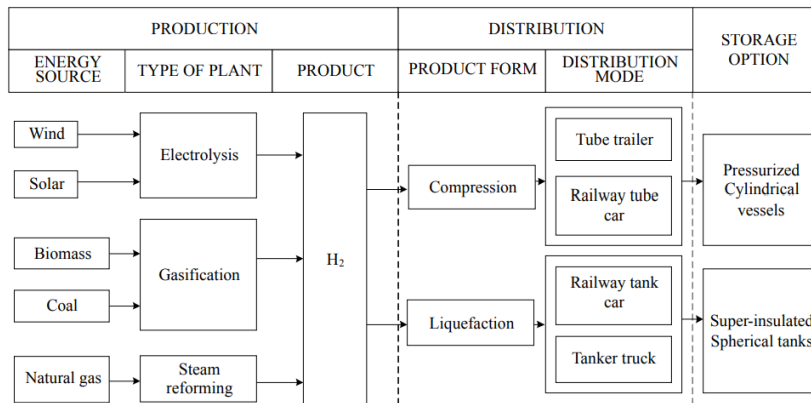 PRODUCTION
DISTRIBUTION
STORAGE
OPTION
ENERGY
SOURCE
TYPE OF PLANT
PRODUCT
PRODUCT FORM
DISTRIBUTION
MODE
Wind
Solar
Biomass
Coal
Natural gas
Electrolysis
Gasification
Steam
reforming
H₂
Compression
Liquefaction
Tube trailer
Railway tube
car
Railway tank
car
Tanker truck
Pressurized
Cylindrical
vessels
Super-insulated
Spherical tanks